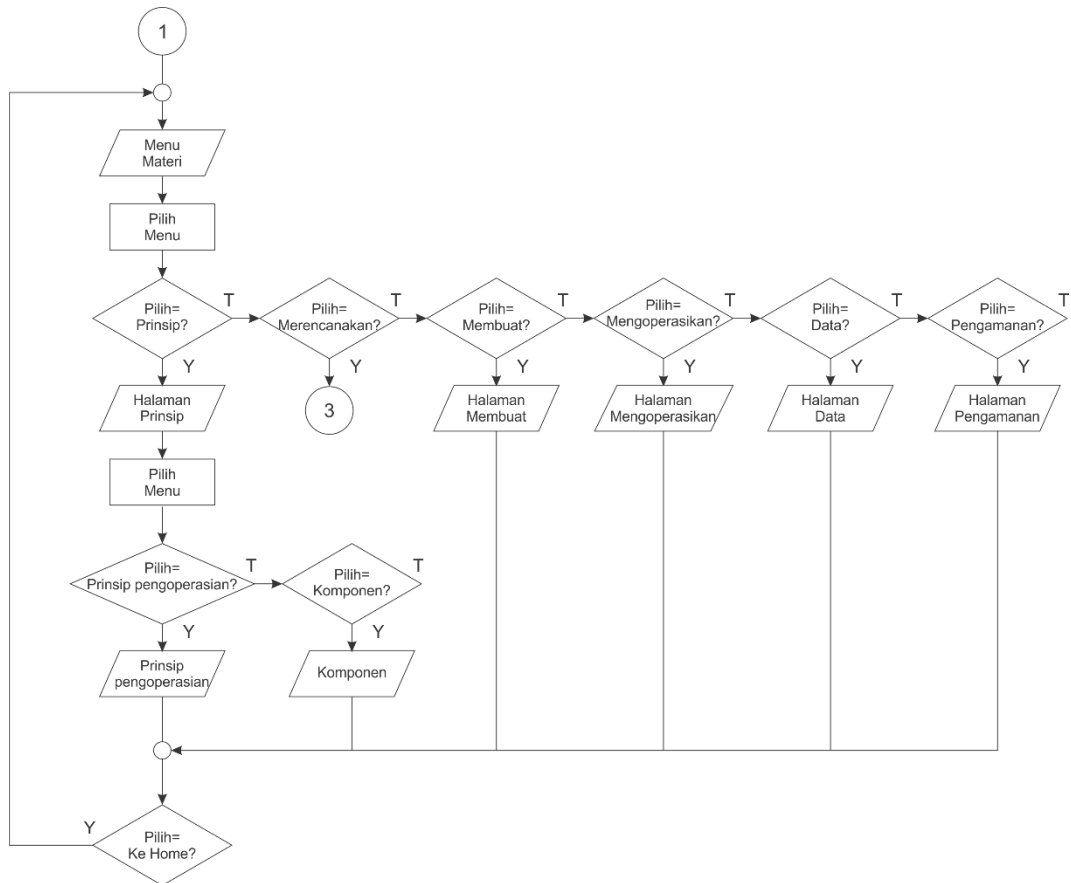 1
Menu
Materi
Pilih
Menu
Pilih=
Prinsip?
T
Pilih=
Merencanakan?
T
Pilih=
Membuat?
T
Pilih=
Mengoperasikan?
T
Pilih=
Data?
T
Pilih=
Pengamanan?
T
Y
Y
Y
Y
Y
Y
Halaman
Prinsip
3
Halaman
Membuat
Halaman
Mengoperasikan
Halaman
Data
Halaman
Pengamanan
Pilih
Menu
Pilih=
Prinsip pengoperasian?
T
Pilih=
Komponen?
T
Y
Y
Prinsip
pengoperasian
Komponen
Y
Pilih=
Ke Home?